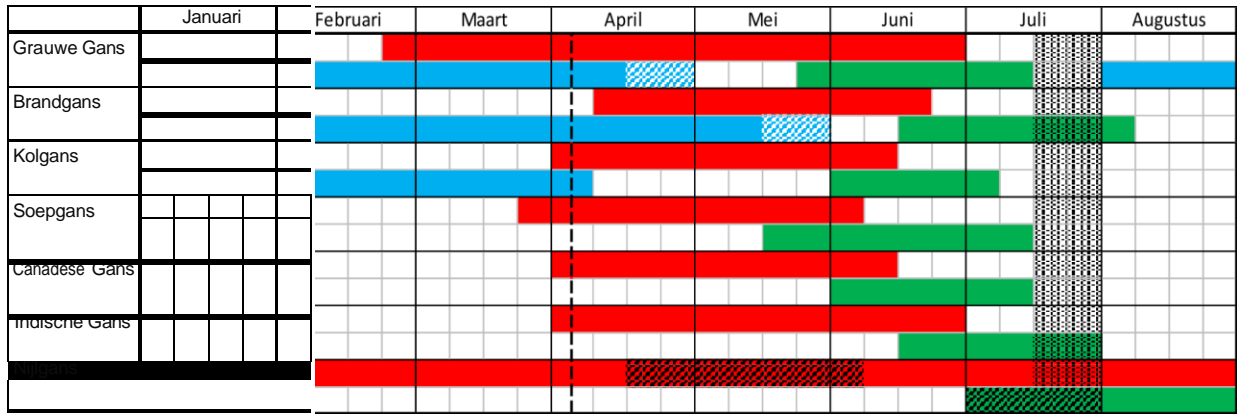 Januari Februari Maart April Mei Juni Juli Augustus
Grauwe Gans
Brandgans
Kolgans
Soepgans
Canadese Gans
Indische Gans
Nijlgans